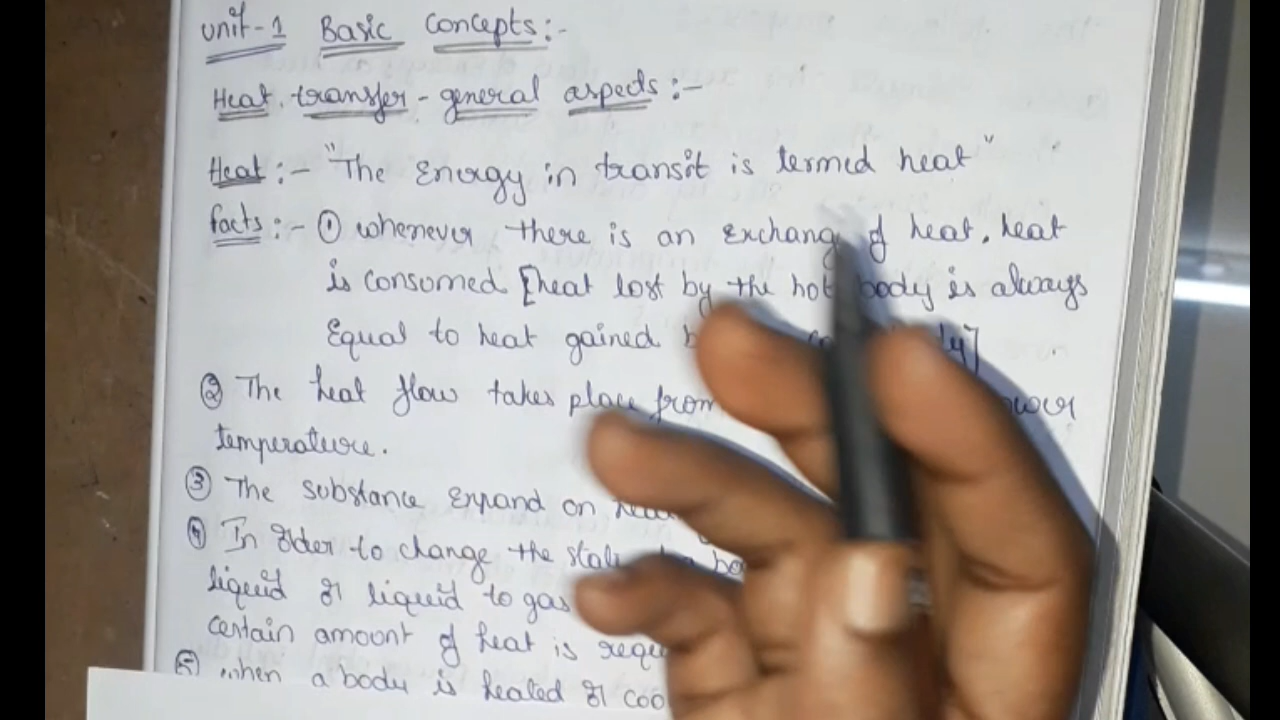 Unit-1 Basic Concepts:-
Heat transfer - general aspects:-
Heat:- "The Energy in transit is termed heat"
facts:- ① whenever there is an Exchang of heat, heat
is consomed [heat lost by the hot body is always
Equal to heat gained
② The heat flow takes place from
temperature.
③ The substance Expand on
④ In order to change the state
liquid or liquid to gas
certain amount of heat is
⑤ when a body is heated or